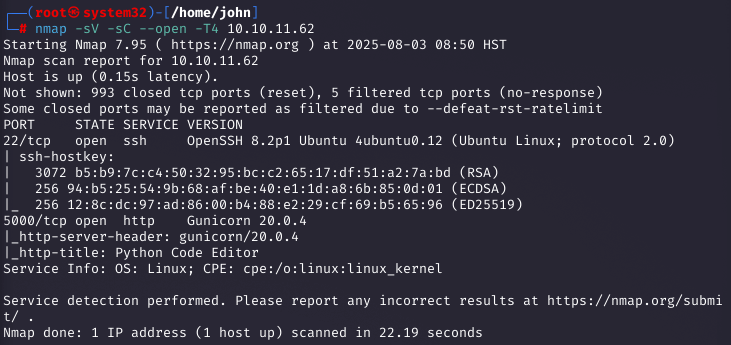 (root㉿system32)-[/home/john]
# nmap -sV -sC --open -T4 10.10.11.62
Starting Nmap 7.95 ( https://nmap.org ) at 2025-08-03 08:50 HST
Nmap scan report for 10.10.11.62
Host is up (0.15s latency).
Not shown: 993 closed tcp ports (reset), 5 filtered tcp ports (no-response)
Some closed ports may be reported as filtered due to --defeat-rst-ratelimit
PORT     STATE SERVICE VERSION
22/tcp   open  ssh     OpenSSH 8.2p1 Ubuntu 4ubuntu0.12 (Ubuntu Linux; protocol 2.0)
| ssh-hostkey:
|   3072 b5:b9:7c:c4:50:32:95:bc:c2:65:17:df:51:a2:7a:bd (RSA)
|   256 94:b5:25:54:9b:68:af:be:40:e1:1d:a8:6b:85:0d:01 (ECDSA)
|_  256 12:8c:dc:97:ad:86:00:b4:88:e2:29:cf:69:b5:65:96 (ED25519)
5000/tcp open  http    Gunicorn 20.0.4
|_http-server-header: gunicorn/20.0.4
|_http-title: Python Code Editor
Service Info: OS: Linux; CPE: cpe:/o:linux:linux_kernel
Service detection performed. Please report any incorrect results at https://nmap.org/submi
t/ .
Nmap done: 1 IP address (1 host up) scanned in 22.19 seconds